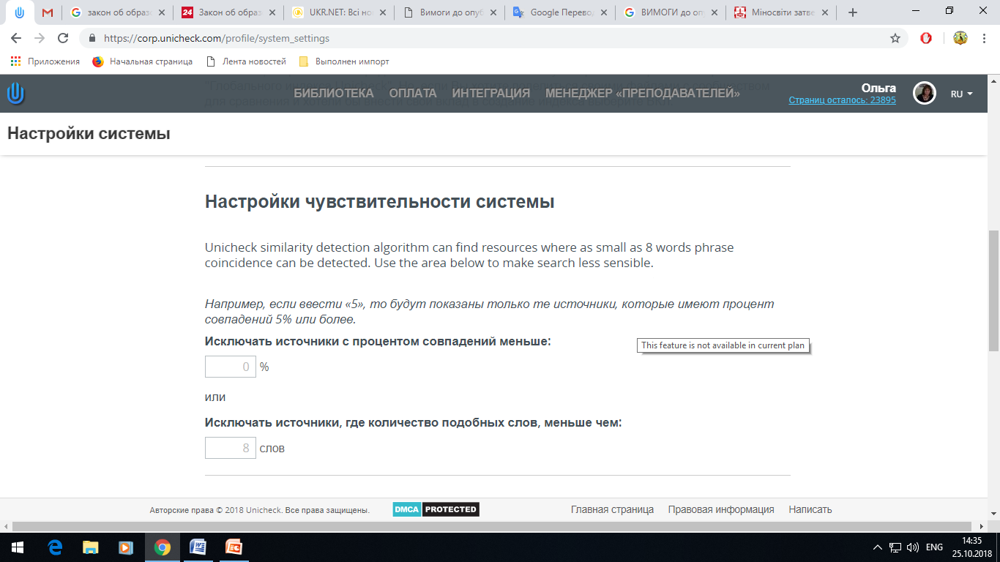 закон об образ
Закон об образ
UKR.NET: Всі но
Вимоги до опуб
Google Перевод
ВИМОГИ до оп
Міносвіти затве
https://corp.unicheck.com/profile/system_settings
Приложения
Начальная страница
Лента новостей
Выполнен импорт
БИБЛИОТЕКА ОПЛАТА ИНТЕГРАЦИЯ МЕНЕДЖЕР «ПРЕПОДАВАТЕЛЕЙ»
Ольга
Страниц осталось: 23895
RU
Настройки системы
Настройки чувствительности системы
Unicheck similarity detection algorithm can find resources where as small as 8 words phrase
coincidence can be detected. Use the area below to make search less sensible.
Например, если ввести «5», то будут показаны только те источники, которые имеют процент
совпадений 5% или более.
Исключать источники с процентом совпадений меньше:
This feature is not available in current plan
0 %
или
Исключать источники, где количество подобных слов, меньше чем:
8 слов
Авторские права © 2018 Unicheck. Все права защищены.
DMCA PROTECTED
Главная страница Правовая информация Написать
ENG
14:35
25.10.2018